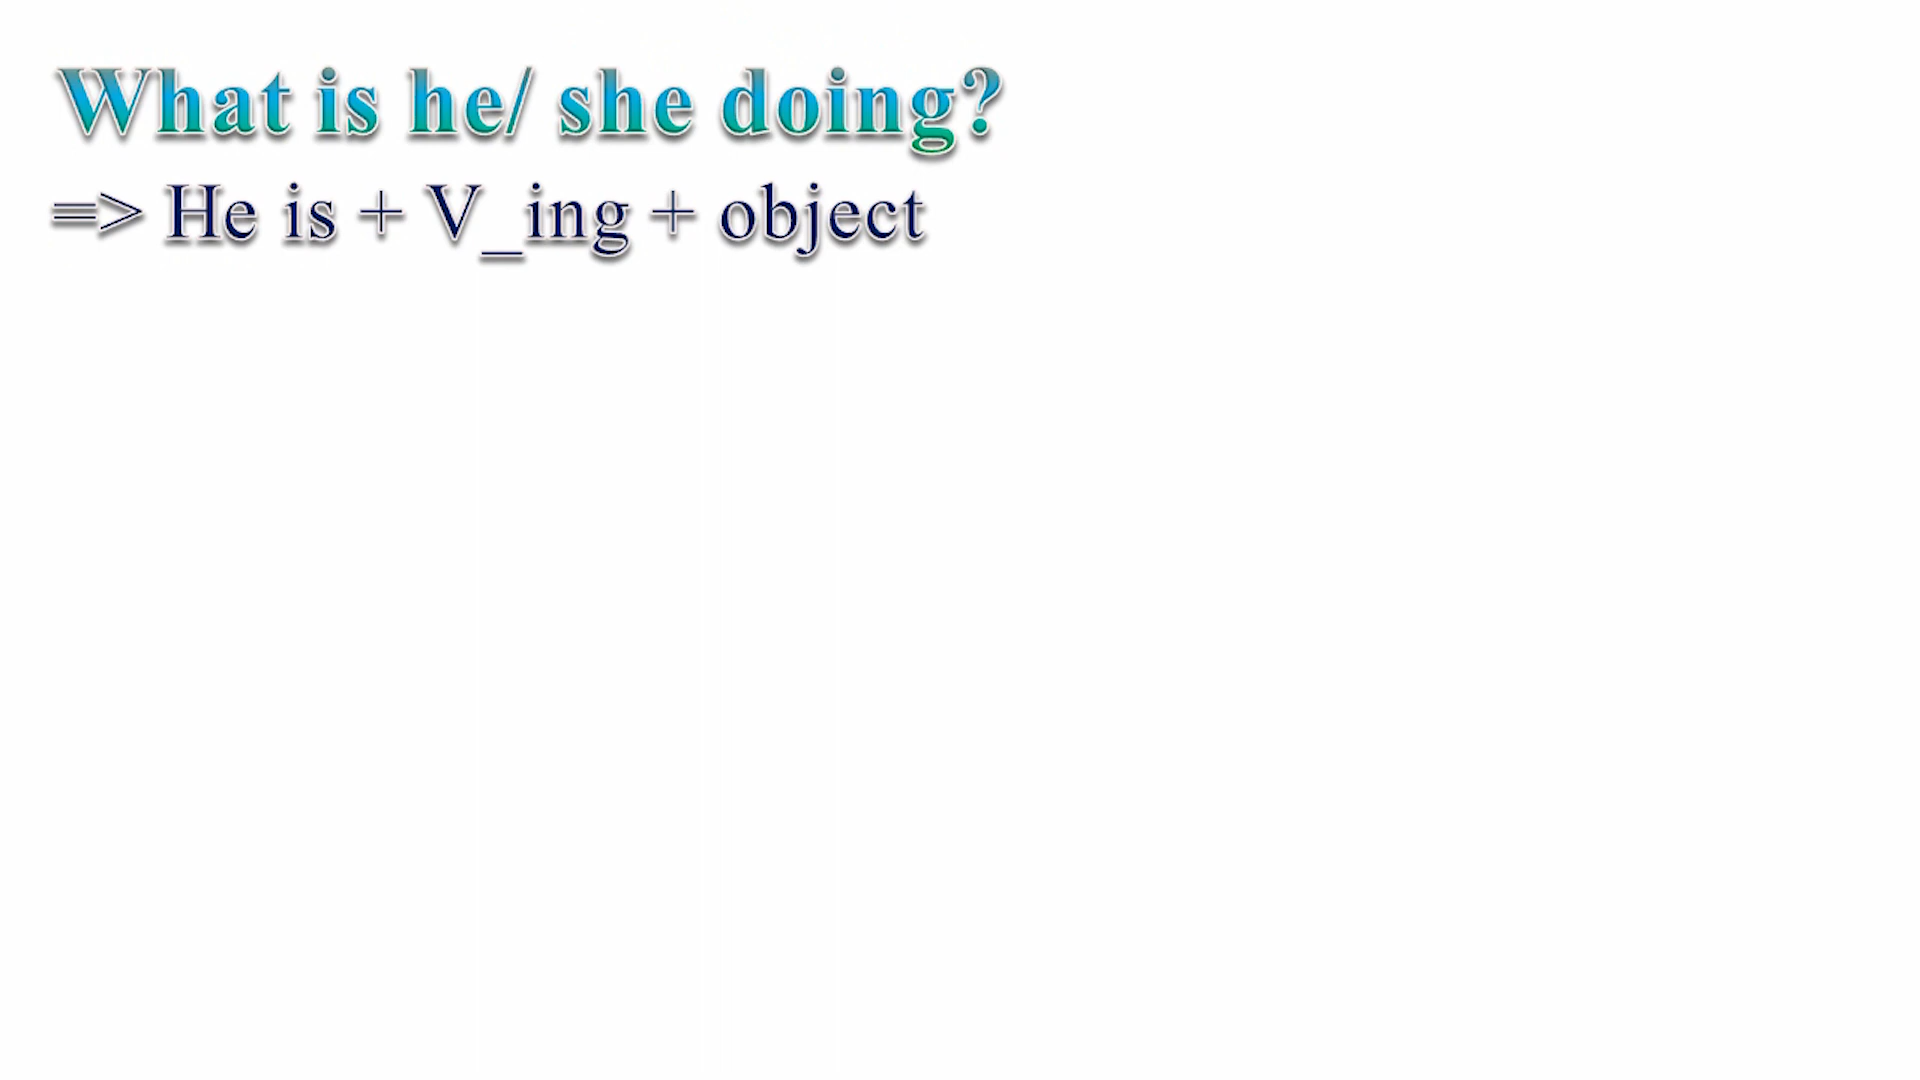 What is he/ she doing?
=> He is + V_ing + object